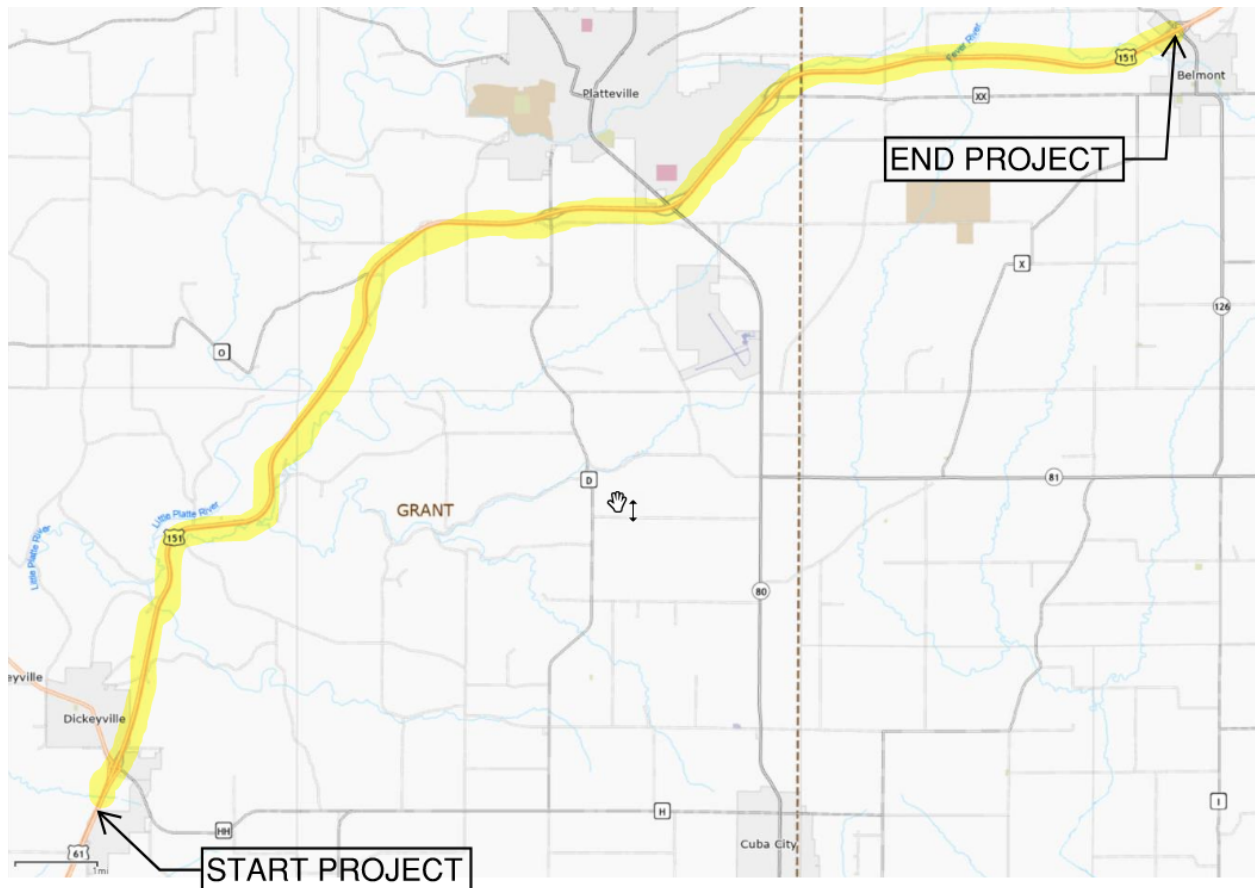 Fever River
151
Belmont
Platteville
XX
END PROJECT
X
126
O
81
D
GRANT
Little Platte River
Little Platte River
151
80
eyville
Dickeyville
I
H
HH
Cuba City
61
1mi
START PROJECT